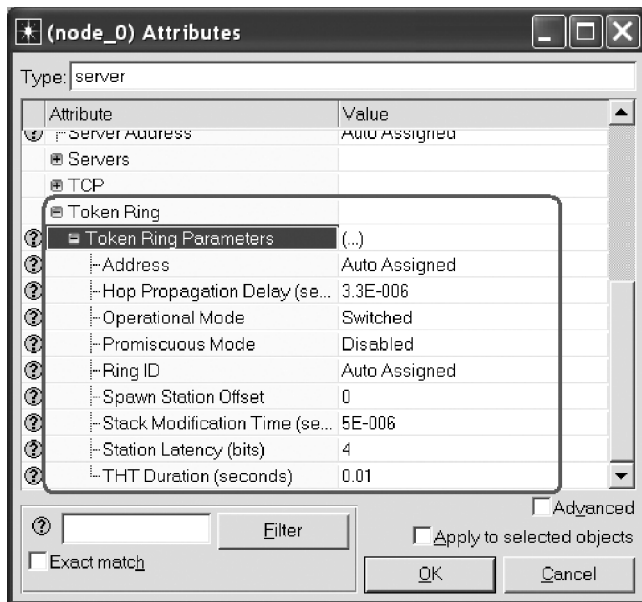 (node_0) Attributes
Type: server
Attribute Value
Server Address Auto Assigned
Servers
TCP
Token Ring
Token Ring Parameters (...)
Address Auto Assigned
Hop Propagation Delay (se... 3.3E-006
Operational Mode Switched
Promiscuous Mode Disabled
Ring ID Auto Assigned
Spawn Station Offset 0
Stack Modification Time (se... 5E-006
Station Latency (bits) 4
THT Duration (seconds) 0.01
Advanced
Filter
Apply to selected objects
Exact match
OK Cancel